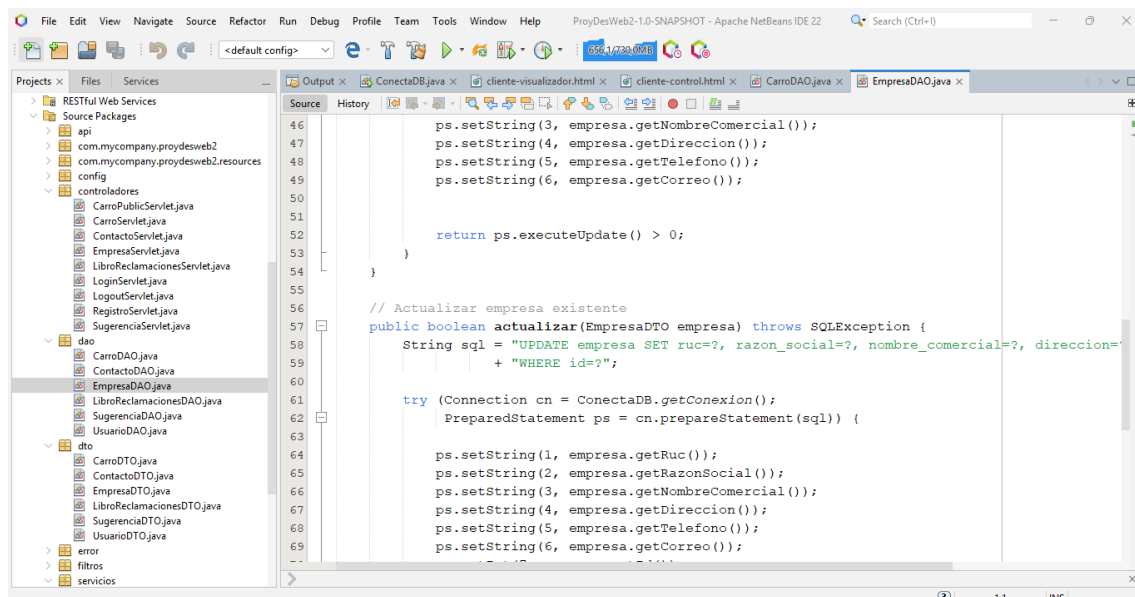 File Edit View Navigate Source Refactor Run Debug Profile Team Tools Window Help ProyDesWeb2-1.0-SNAPSHOT - Apache NetBeans IDE 22 Search (Ctrl+I)
<default config> 656,1/730,0MB
Projects Files Services
Output ConectaDB.java cliente-visualizador.html cliente-control.html CarroDAO.java EmpresaDAO.java
Source History
RESTful Web Services
Source Packages
api
com.mycompany.proydesweb2
com.mycompany.proydesweb2.resources
config
controladores
CarroPublicServlet.java
CarroServlet.java
ContactoServlet.java
EmpresaServlet.java
LibroReclamacionesServlet.java
LoginServlet.java
LogoutServlet.java
RegistroServlet.java
SugerenciaServlet.java
dao
CarroDAO.java
ContactoDAO.java
EmpresaDAO.java
LibroReclamacionesDAO.java
SugerenciaDAO.java
UsuarioDAO.java
dto
CarroDTO.java
ContactoDTO.java
EmpresaDTO.java
LibroReclamacionesDTO.java
SugerenciaDTO.java
UsuarioDTO.java
error
filtros
servicios
46 ps.setString(3, empresa.getNombreComercial());
47 ps.setString(4, empresa.getDireccion());
48 ps.setString(5, empresa.getTelefono());
49 ps.setString(6, empresa.getCorreo());
50
51
52 return ps.executeUpdate() > 0;
53 }
54 }
55
56 // Actualizar empresa existente
57 public boolean actualizar(EmpresaDTO empresa) throws SQLException {
58 String sql = "UPDATE empresa SET ruc=?, razon_social=?, nombre_comercial=?, direccion=?
59 + "WHERE id=?";
60
61 try (Connection cn = ConectaDB.getConexion();
62 PreparedStatement ps = cn.prepareStatement(sql)) {
63
64 ps.setString(1, empresa.getRuc());
65 ps.setString(2, empresa.getRazonSocial());
66 ps.setString(3, empresa.getNombreComercial());
67 ps.setString(4, empresa.getDireccion());
68 ps.setString(5, empresa.getTelefono());
69 ps.setString(6, empresa.getCorreo());